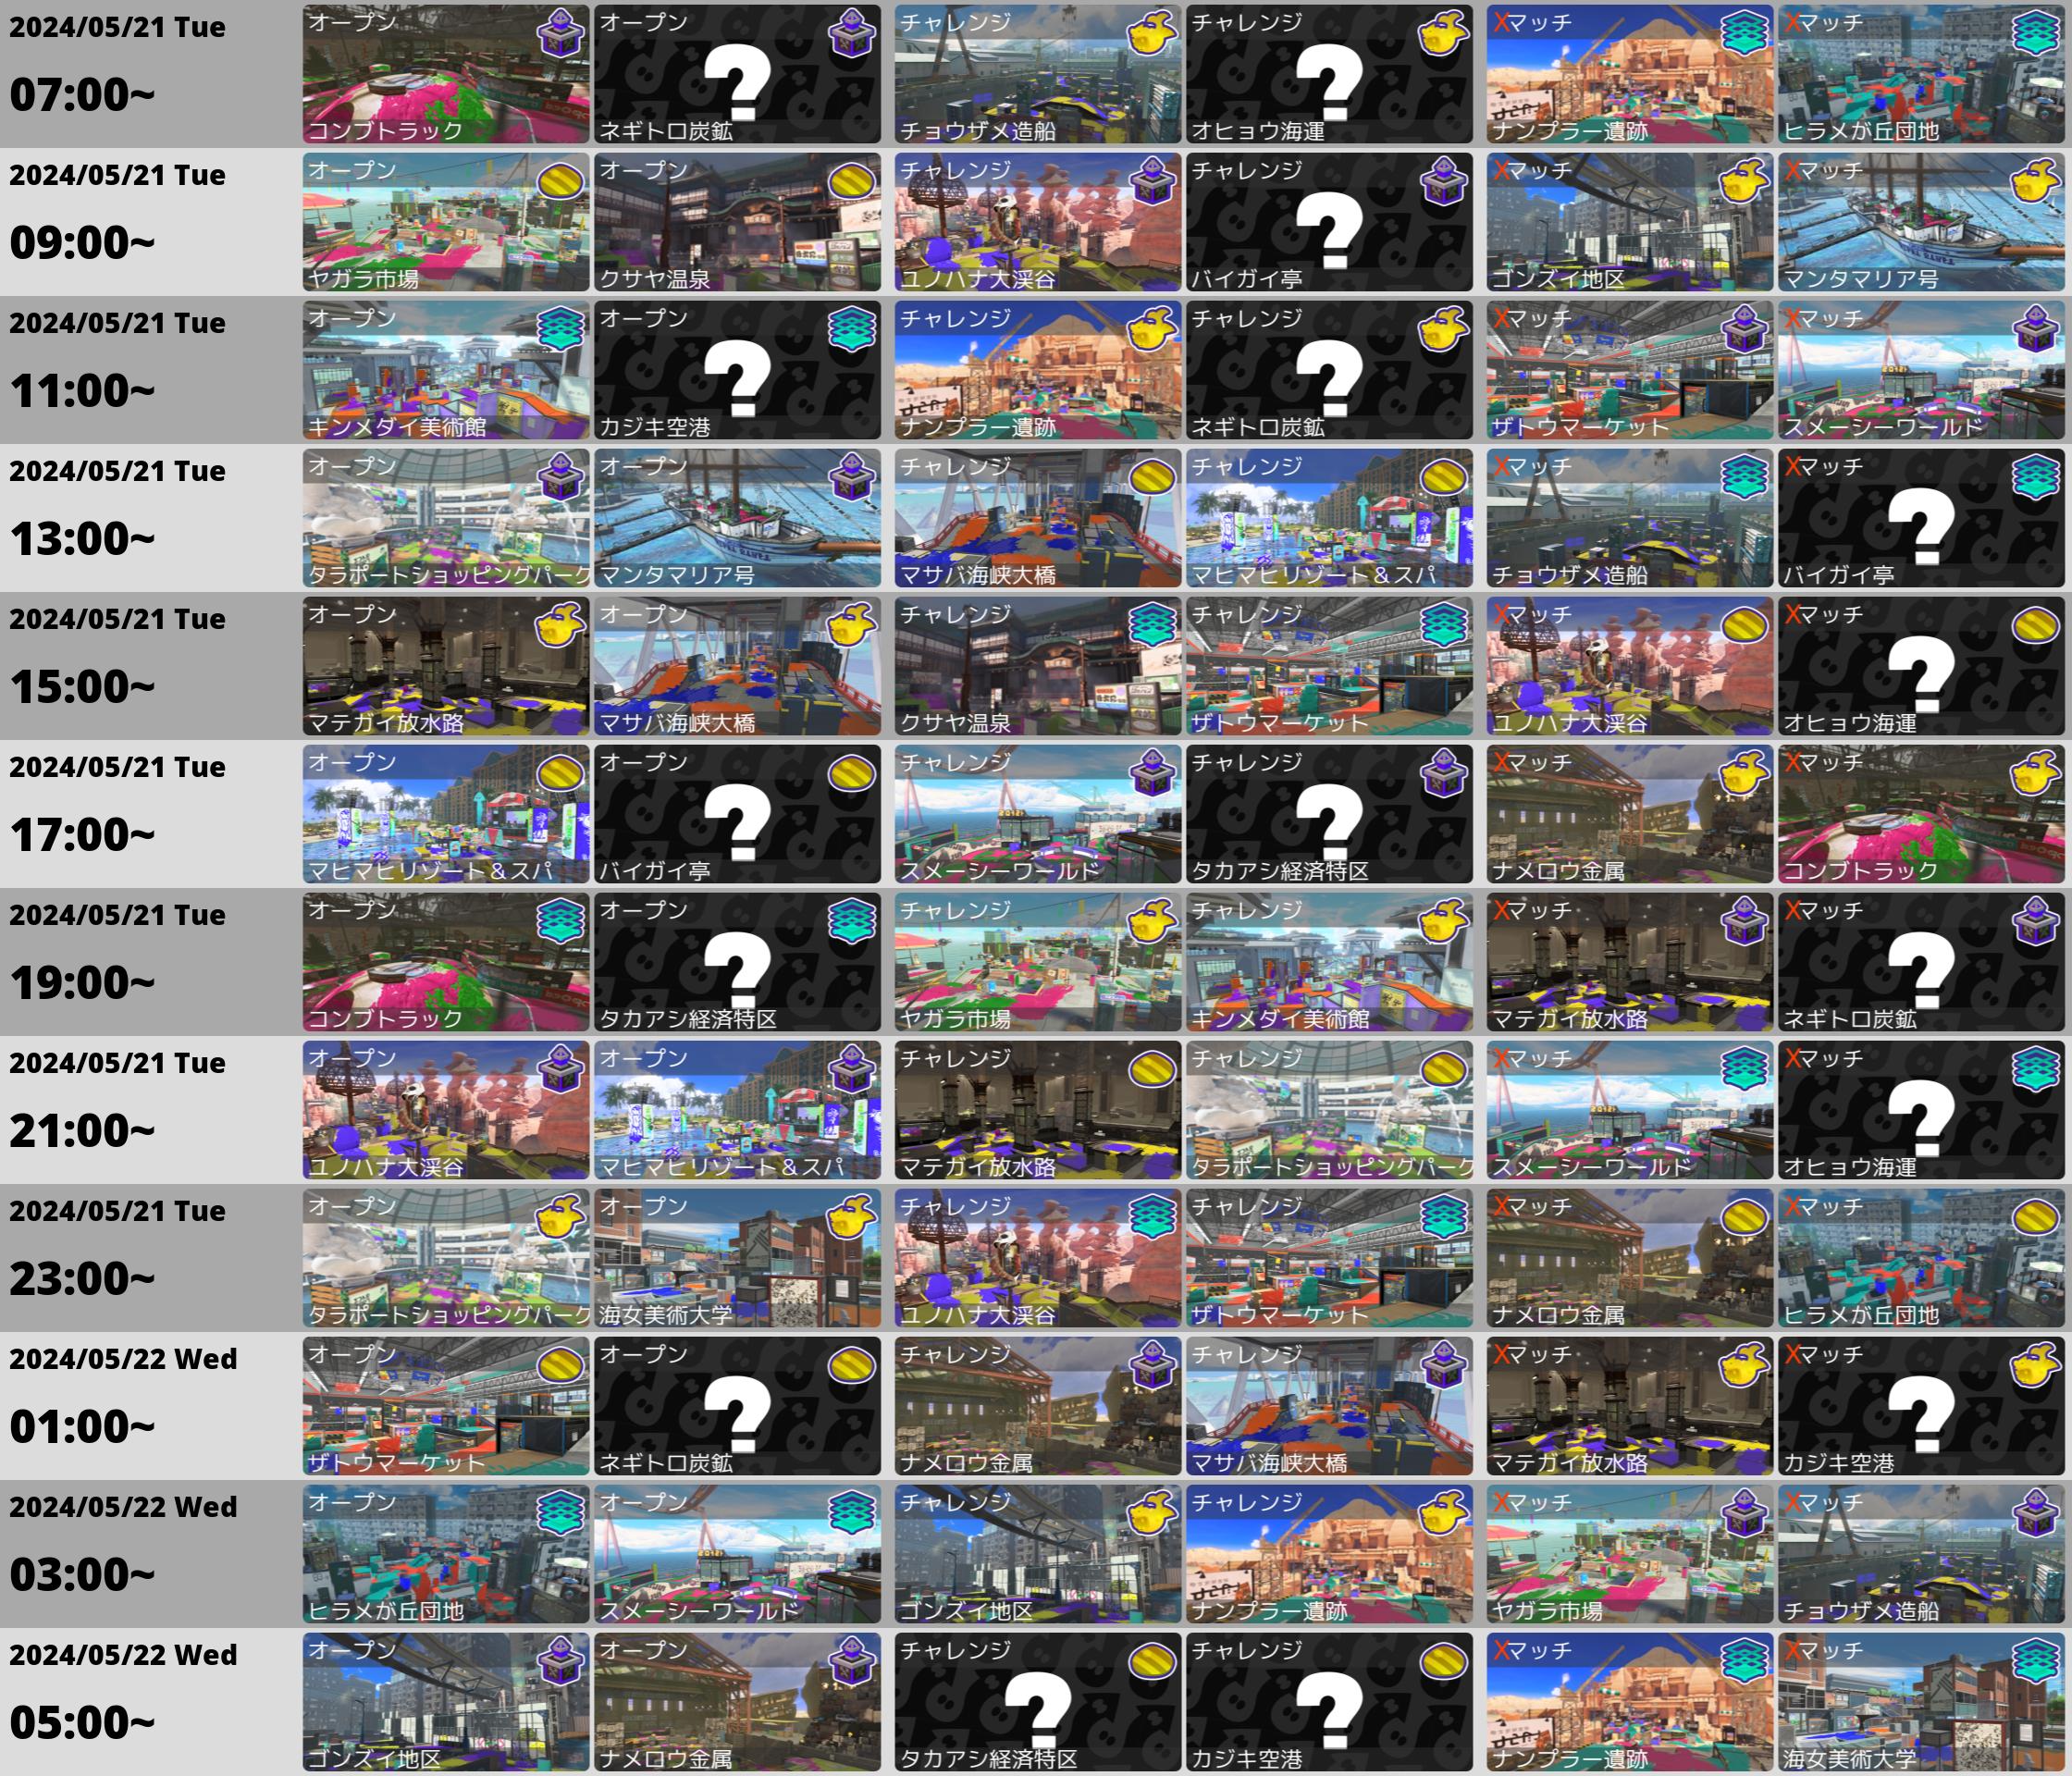 2024/05/21 Tue
07:00~
オープン
コンブトラック
オープン
ネギトロ炭鉱
チャレンジ
チョウザメ造船
チャレンジ
オヒョウ海運
Xマッチ
ナンプラー遺跡
Xマッチ
ヒラメが丘団地
2024/05/21 Tue
09:00~
オープン
ヤガラ市場
オープン
クサヤ温泉
チャレンジ
ユノハナ大渓谷
チャレンジ
バイガイ亭
Xマッチ
ゴンズイ地区
Xマッチ
マンタマリア号
2024/05/21 Tue
11:00~
オープン
キンメダイ美術館
オープン
カジキ空港
チャレンジ
ナンプラー遺跡
チャレンジ
ネギトロ炭鉱
Xマッチ
ザトウマーケット
Xマッチ
スメーシーワールド
2024/05/21 Tue
13:00~
オープン
タラポートショッピングパーク
オープン
マンタマリア号
チャレンジ
マサバ海峡大橋
チャレンジ
マヒマヒリゾート＆スパ
Xマッチ
チョウザメ造船
Xマッチ
バイガイ亭
2024/05/21 Tue
15:00~
オープン
マテガイ放水路
オープン
マサバ海峡大橋
チャレンジ
クサヤ温泉
チャレンジ
ザトウマーケット
Xマッチ
ユノハナ大渓谷
Xマッチ
オヒョウ海運
2024/05/21 Tue
17:00~
オープン
マヒマヒリゾート＆スパ
オープン
バイガイ亭
チャレンジ
スメーシーワールド
チャレンジ
タカアシ経済特区
Xマッチ
ナメロウ金属
Xマッチ
コンブトラック
2024/05/21 Tue
19:00~
オープン
コンブトラック
オープン
タカアシ経済特区
チャレンジ
ヤガラ市場
チャレンジ
キンメダイ美術館
Xマッチ
マテガイ放水路
Xマッチ
ネギトロ炭鉱
2024/05/21 Tue
21:00~
オープン
ユノハナ大渓谷
オープン
マヒマヒリゾート＆スパ
チャレンジ
マテガイ放水路
チャレンジ
タラポートショッピングパーク
Xマッチ
スメーシーワールド
Xマッチ
オヒョウ海運
2024/05/21 Tue
23:00~
オープン
タラポートショッピングパーク
オープン
海女美術大学
チャレンジ
ユノハナ大渓谷
チャレンジ
ザトウマーケット
Xマッチ
ナメロウ金属
Xマッチ
ヒラメが丘団地
2024/05/22 Wed
01:00~
オープン
ザトウマーケット
オープン
ネギトロ炭鉱
チャレンジ
ナメロウ金属
チャレンジ
マサバ海峡大橋
Xマッチ
マテガイ放水路
Xマッチ
カジキ空港
2024/05/22 Wed
03:00~
オープン
ヒラメが丘団地
オープン
スメーシーワールド
チャレンジ
ゴンズイ地区
チャレンジ
ナンプラー遺跡
Xマッチ
ヤガラ市場
Xマッチ
チョウザメ造船
2024/05/22 Wed
05:00~
オープン
ゴンズイ地区
オープン
ナメロウ金属
チャレンジ
タカアシ経済特区
チャレンジ
カジキ空港
Xマッチ
ナンプラー遺跡
Xマッチ
海女美術大学